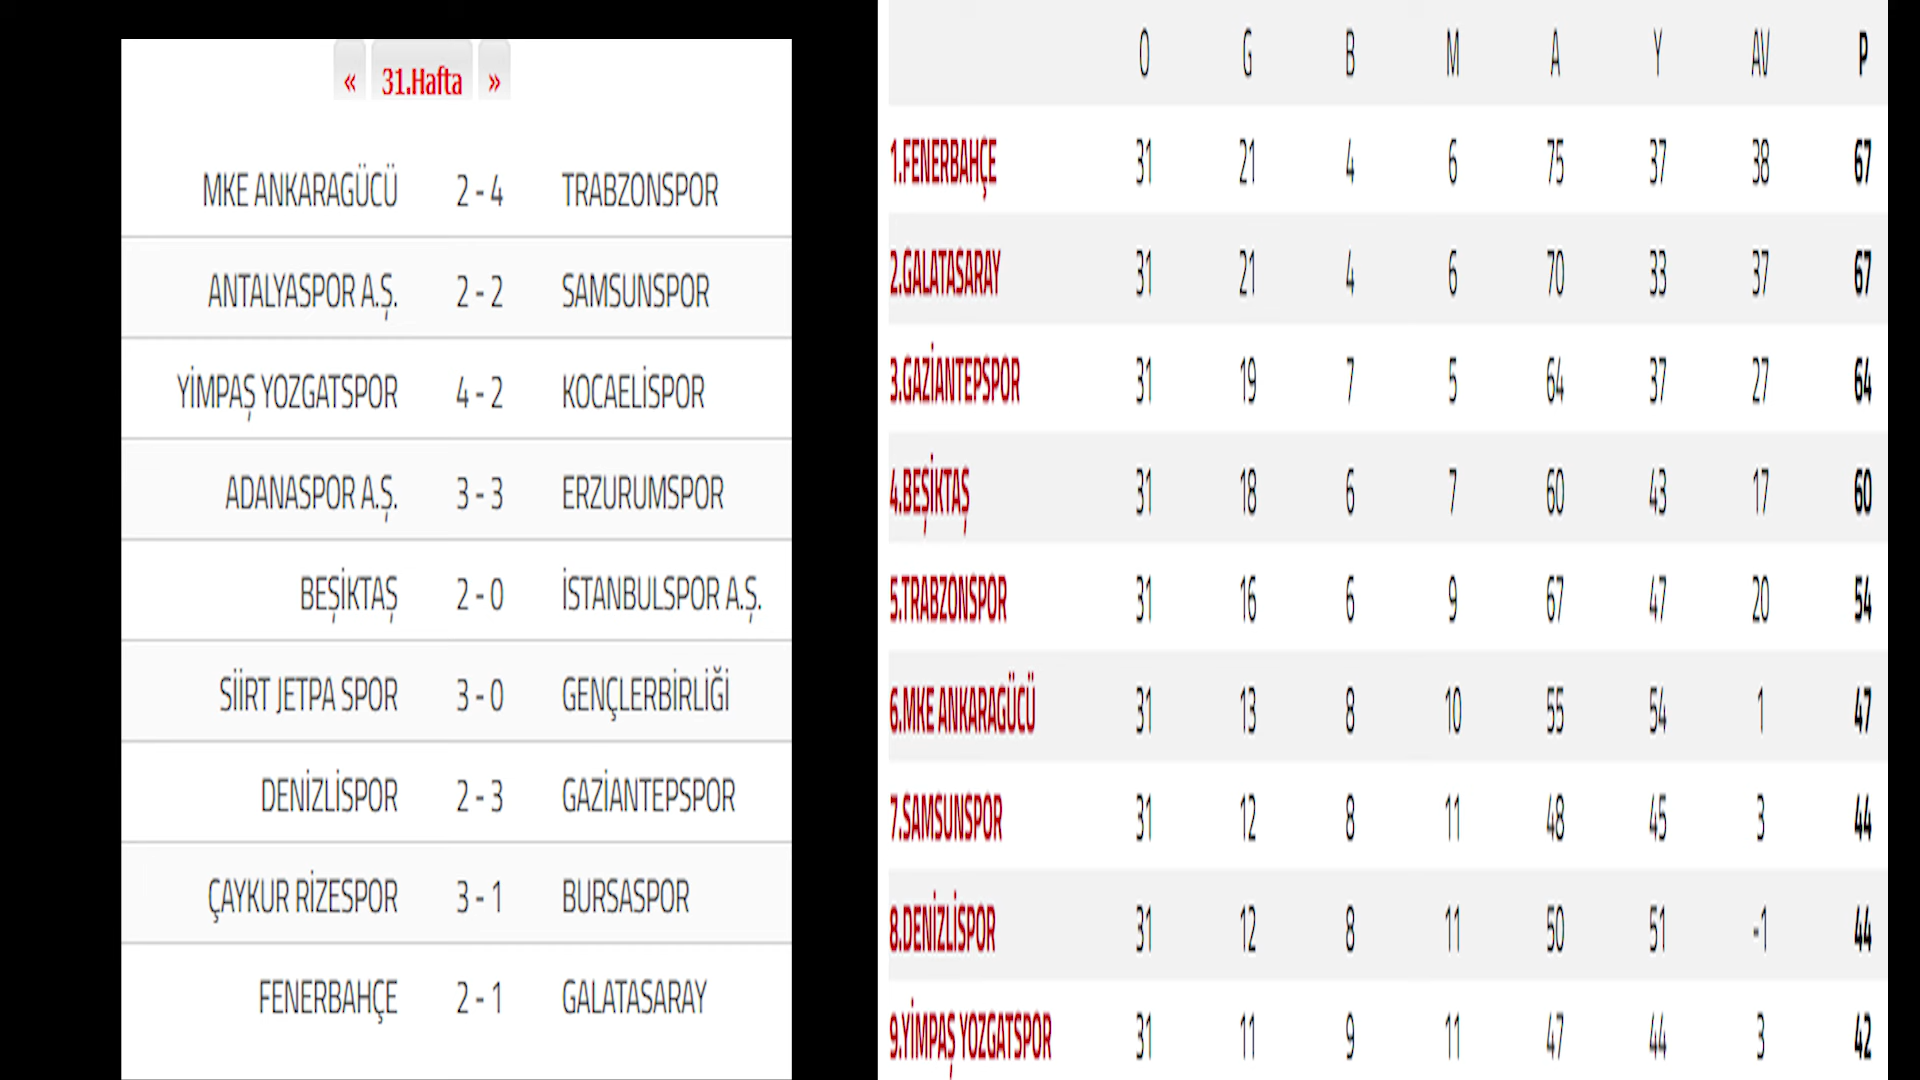 « 31.Hafta »
MKE ANKARAGÜCÜ 2 - 4 TRABZONSPOR
ANTALYASPOR A.Ş. 2 - 2 SAMSUNSPOR
YİMPAŞ YOZGATSPOR 4 - 2 KOCAELİSPOR
ADANASPOR A.Ş. 3 - 3 ERZURUMSPOR
BEŞİKTAŞ 2 - 0 İSTANBULSPOR A.Ş.
SİİRT JETPA SPOR 3 - 0 GENÇLERBİRLİĞİ
DENİZLİSPOR 2 - 3 GAZİANTEPSPOR
ÇAYKUR RİZESPOR 3 - 1 BURSASPOR
FENERBAHÇE 2 - 1 GALATASARAY
O G B M A Y AV P
1.FENERBAHÇE 31 21 4 6 75 37 38 67
2.GALATASARAY 31 21 4 6 70 33 37 67
3.GAZİANTEPSPOR 31 19 7 5 64 37 27 64
4.BEŞİKTAŞ 31 18 6 7 60 43 17 60
5.TRABZONSPOR 31 16 6 9 67 47 20 54
6.MKE ANKARAGÜCÜ 31 13 8 10 55 54 1 47
7.SAMSUNSPOR 31 12 8 11 48 45 3 44
8.DENİZLİSPOR 31 12 8 11 50 51 -1 44
9.YİMPAŞ YOZGATSPOR 31 11 9 11 47 44 3 42